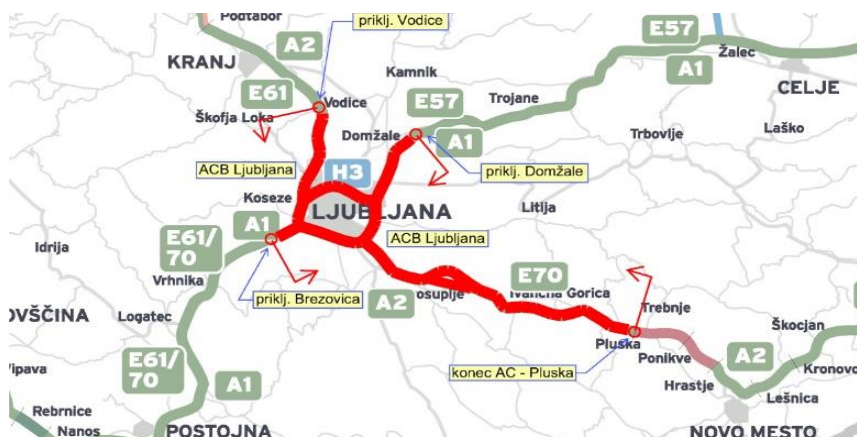 Podtabor
priklj. Vodice
A2
E57
Žalec
KRANJ
A1
Kamnik
CELJE
E61
Vodice
E57
Trojane
Škofja Loka
Domžale
A1
Trbovlje
Laško
ACB Ljubljana
H3
priklj. Domžale
Koseze
LJUBLJANA
Litija
A1
ACB Ljubljana
Idrija
E61/
70
Vrhnika
priklj. Brezovica
A2
E70
Ivančna Gorica
Trebnje
OVŠČINA
Logatec
Škocjan
Pluska
Ponikve
A2
Kronovo
E61/
70
konec AC - Pluska
Vipava
A1
Hrastje
Lešnica
Rebrnice
Nanos
POSTOJNA
NOVO MESTO